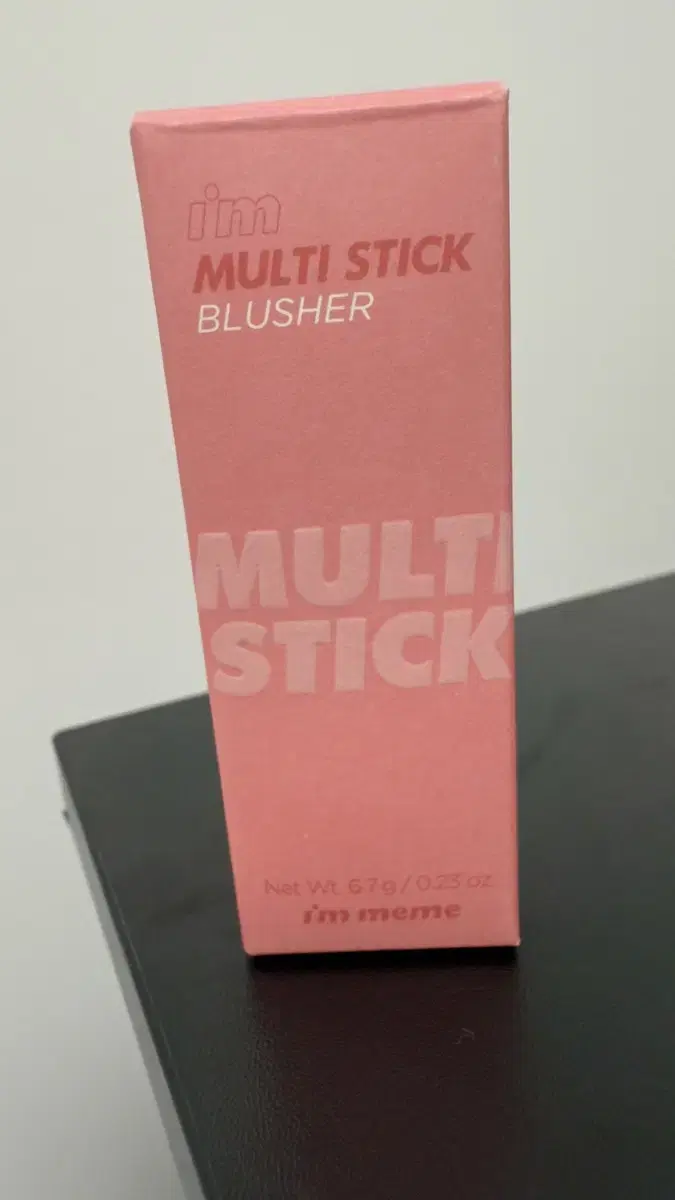 i'm
MULTI STICK
BLUSHER
MULTI
STICK
Net Wt. 6.7g / 0.23 oz
i'm meme